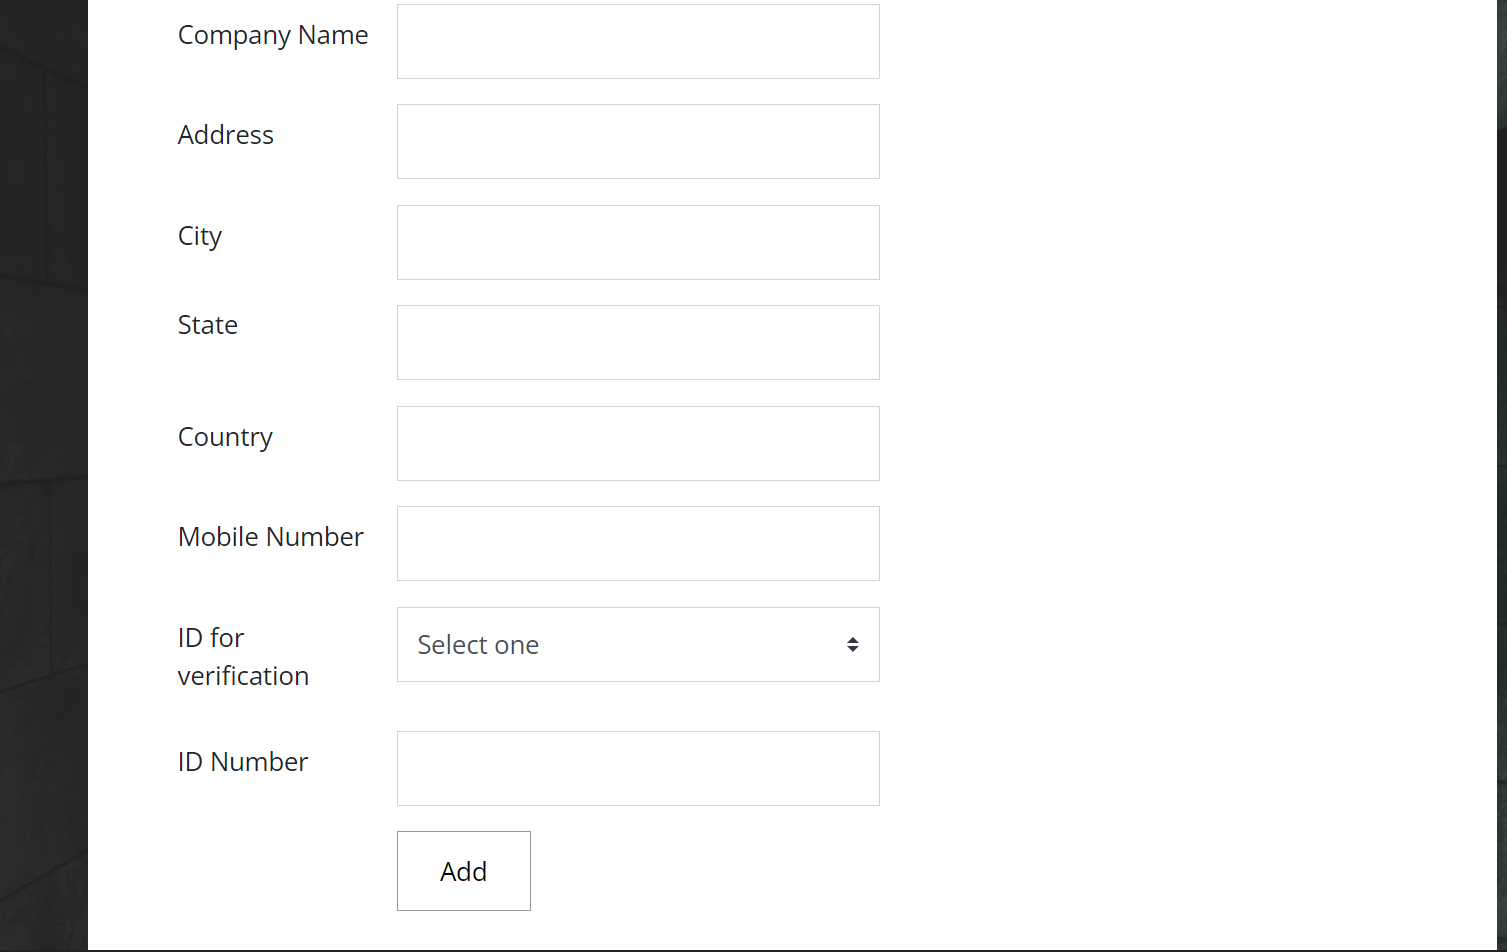 Company Name
Address
City
State
Country
Mobile Number
ID for
verification
Select one
ID Number
Add